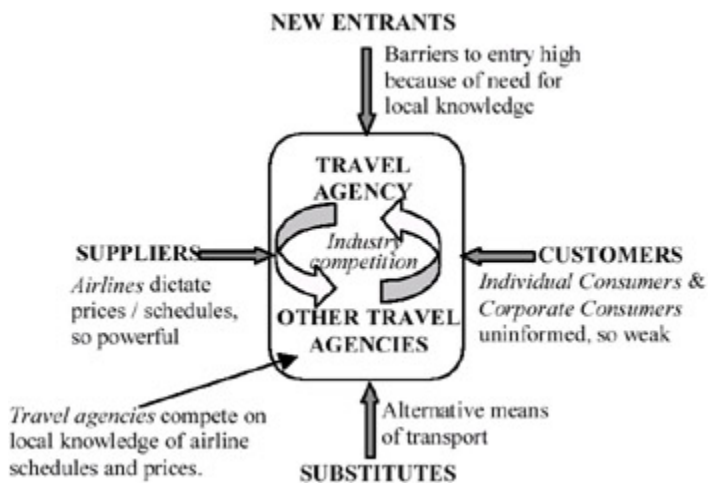 NEW ENTRANTS
Barriers to entry high
because of need for
local knowledge
TRAVEL
AGENCY
Industry
competition
OTHER TRAVEL
AGENCIES
SUPPLIERS
Airlines dictate
prices / schedules,
so powerful
CUSTOMERS
Individual Consumers &
Corporate Consumers
uninformed, so weak
Travel agencies compete on
local knowledge of airline
schedules and prices.
Alternative means
of transport
SUBSTITUTES